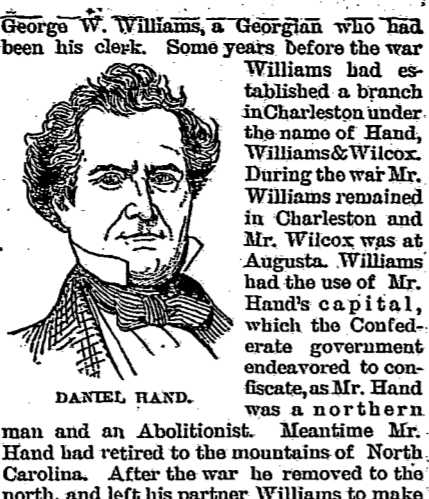 George W. Williams, a Georgian who had
been his clerk. Some years before the war
Williams had es-
tablished a branch
in Charleston under
the name of Hand,
Williams & Wilcox.
During the war Mr.
Williams remained
in Charleston and
Mr. Wilcox was at
Augusta. Williams
had the use of Mr.
Hand's capital,
which the Confed-
erate government
endeavored to con-
fiscate, as Mr. Hand
was a northern
DANIEL HAND.
man and an Abolitionist. Meantime Mr.
Hand had retired to the mountains of North
Carolina. After the war he removed to the
north, and left his partner Williams to make